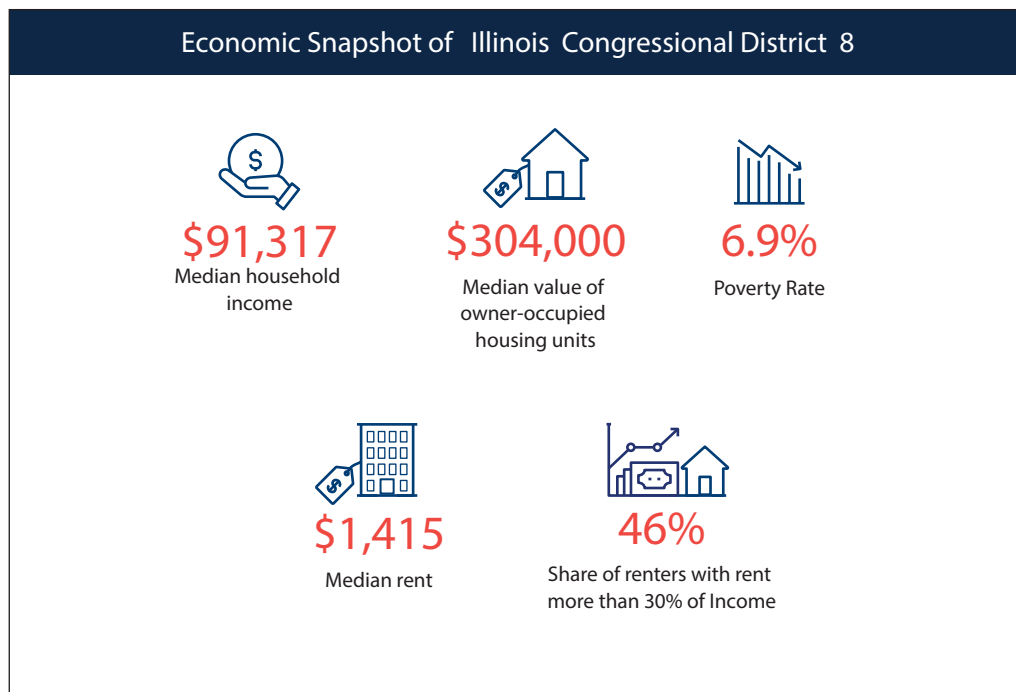 Economic Snapshot of Illinois Congressional District 8
$
$91,317
Median household
income
$
$304,000
Median value of
owner-occupied
housing units
6.9%
Poverty Rate
$
$1,415
Median rent
46%
Share of renters with rent
more than 30% of Income